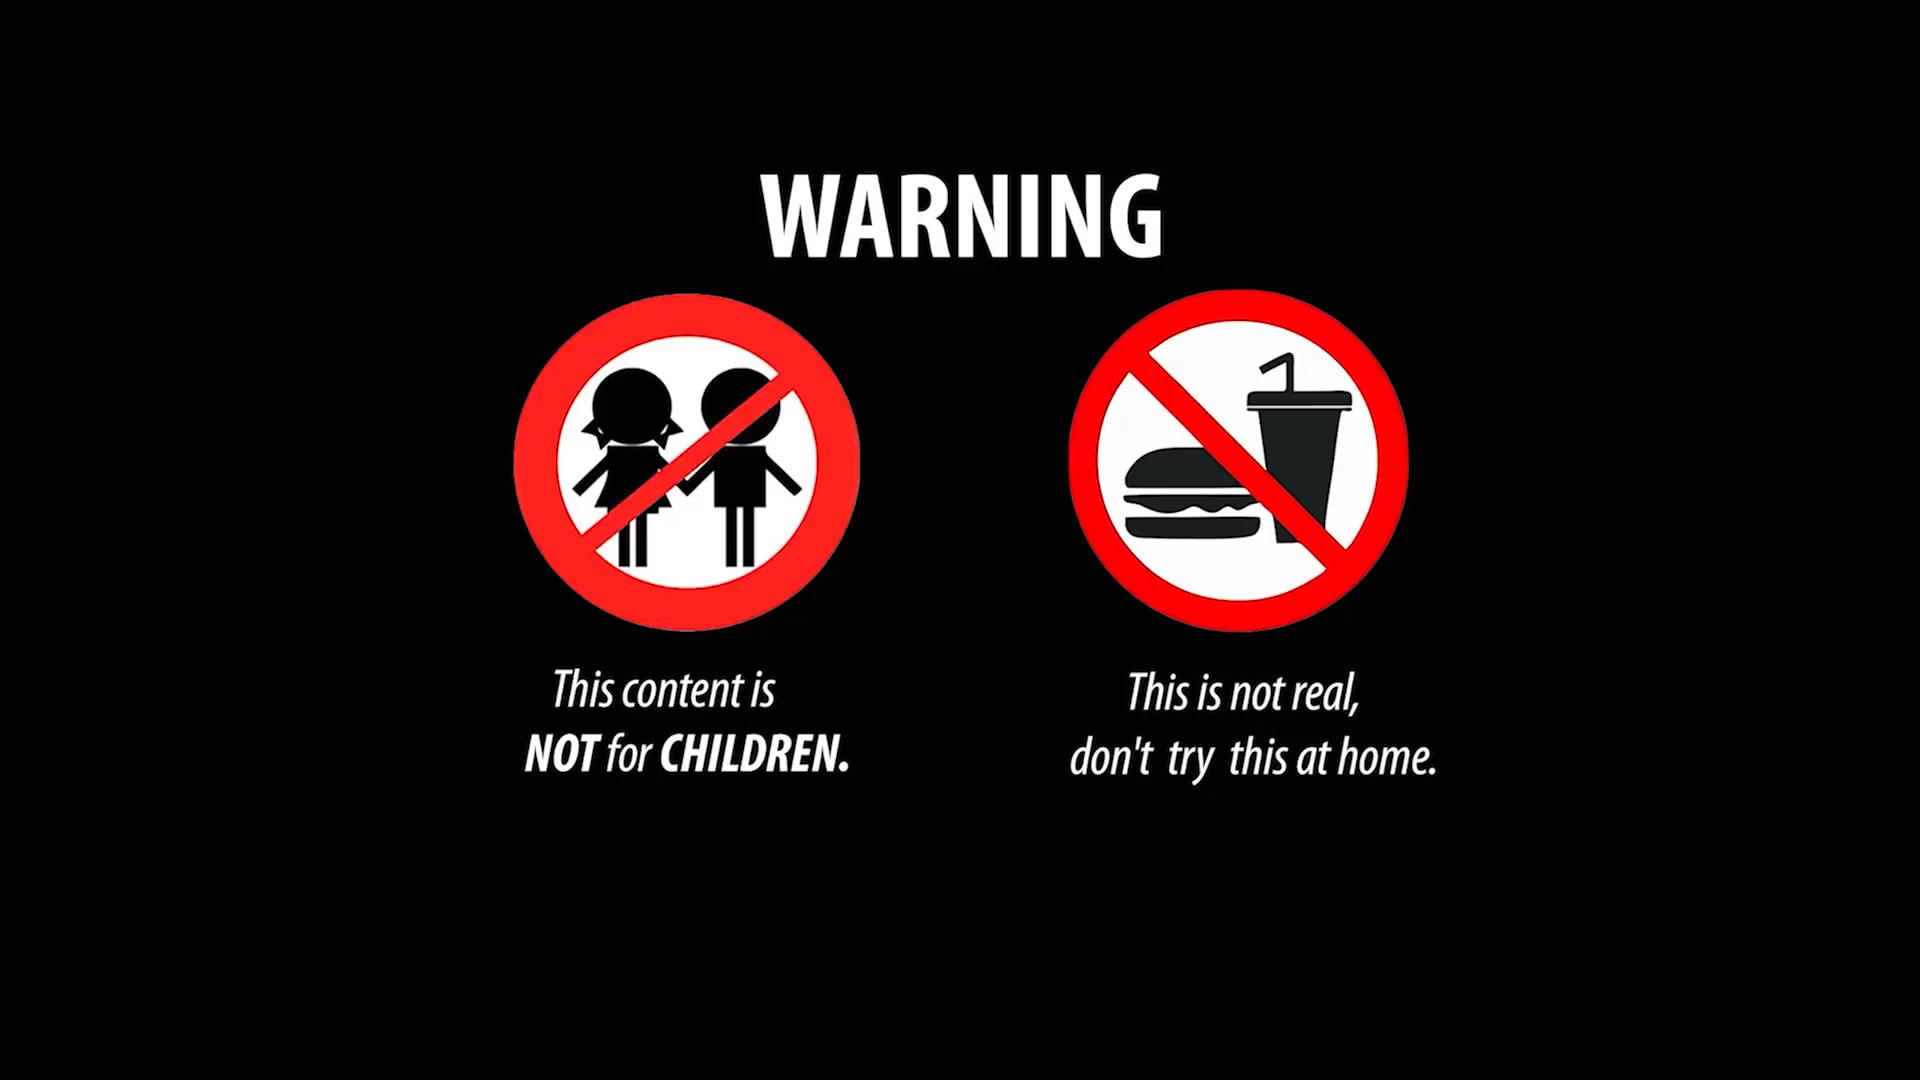 WARNING
This content is
NOT for CHILDREN.
This is not real,
don't try this at home.